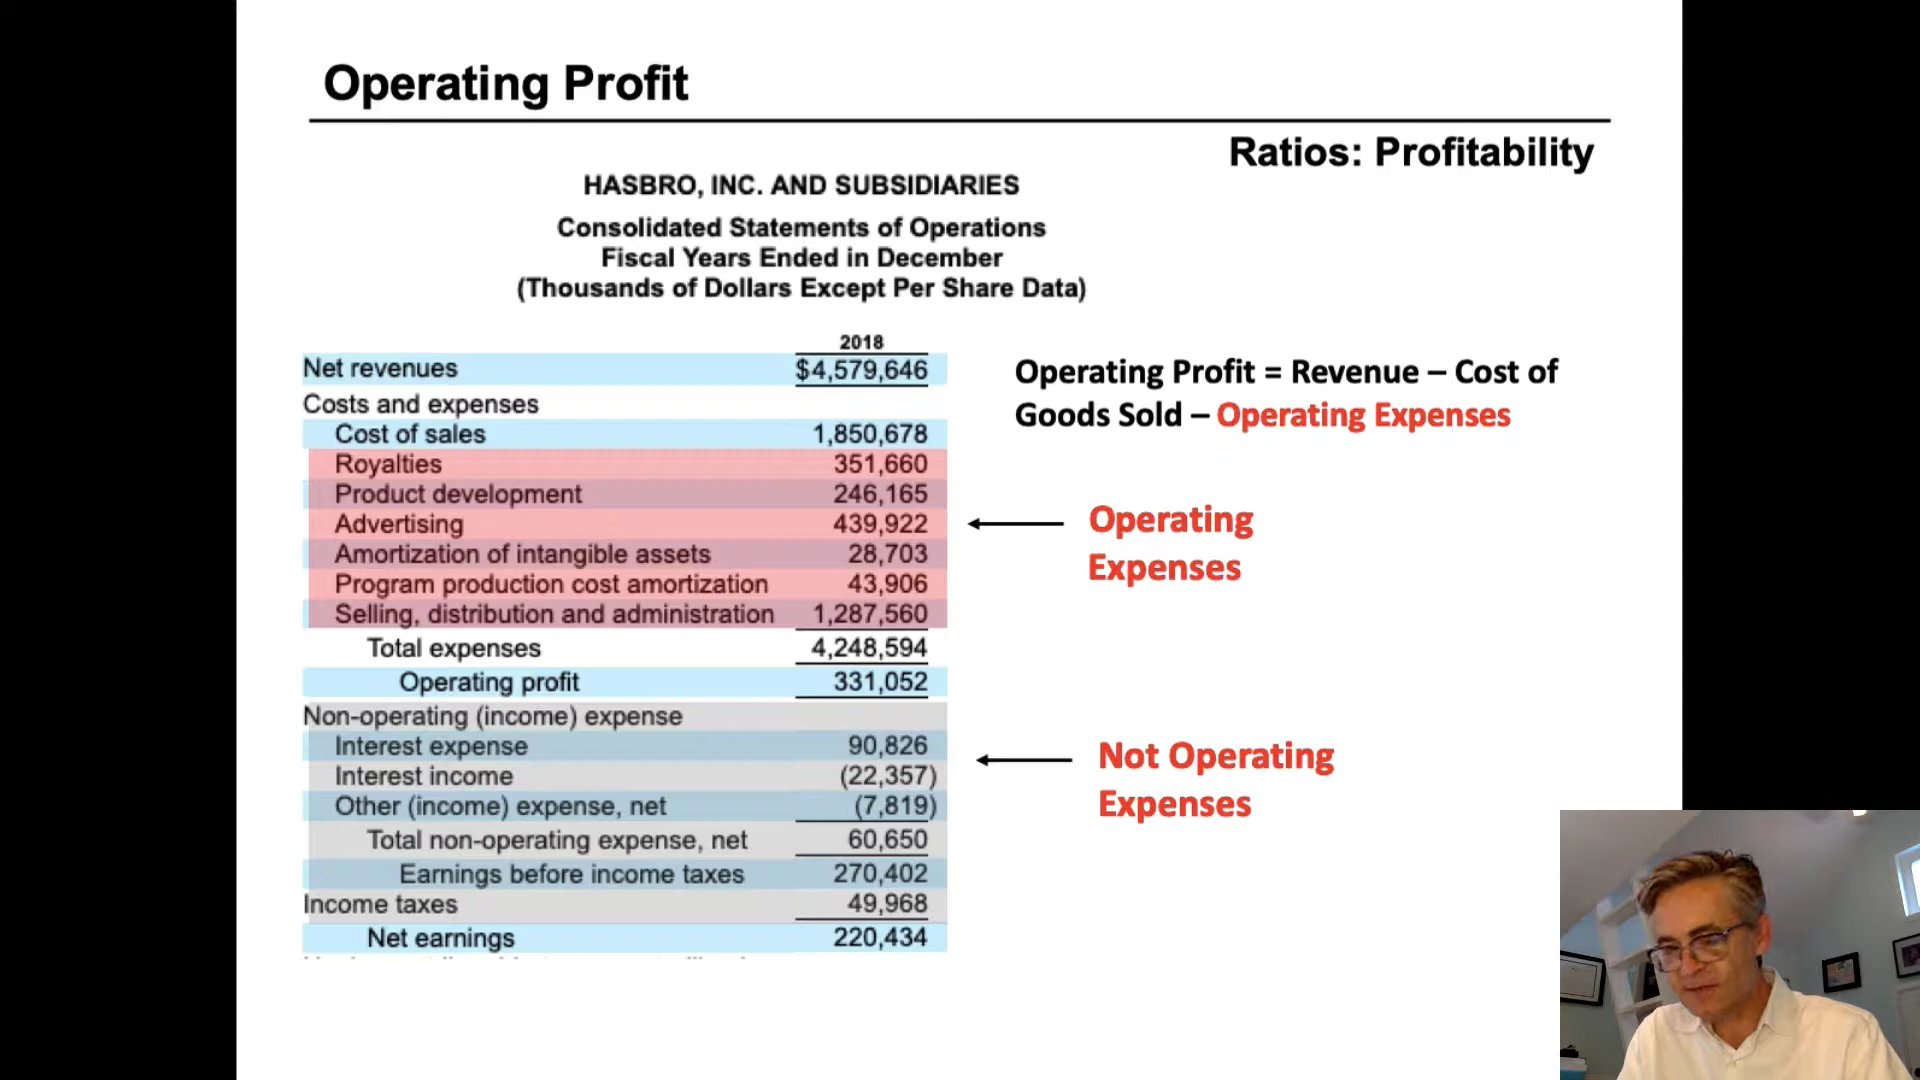 Operating Profit
Ratios: Profitability
HASBRO, INC. AND SUBSIDIARIES
Consolidated Statements of Operations
Fiscal Years Ended in December
(Thousands of Dollars Except Per Share Data)
2018
Net revenues $4,579,646
Costs and expenses
Cost of sales 1,850,678
Royalties 351,660
Product development 246,165
Advertising 439,922
Amortization of intangible assets 28,703
Program production cost amortization 43,906
Selling, distribution and administration 1,287,560
Total expenses 4,248,594
Operating profit 331,052
Non-operating (income) expense
Interest expense 90,826
Interest income (22,357)
Other (income) expense, net (7,819)
Total non-operating expense, net 60,650
Earnings before income taxes 270,402
Income taxes 49,968
Net earnings 220,434
Operating Profit = Revenue – Cost of
Goods Sold – Operating Expenses
Operating
Expenses
Not Operating
Expenses